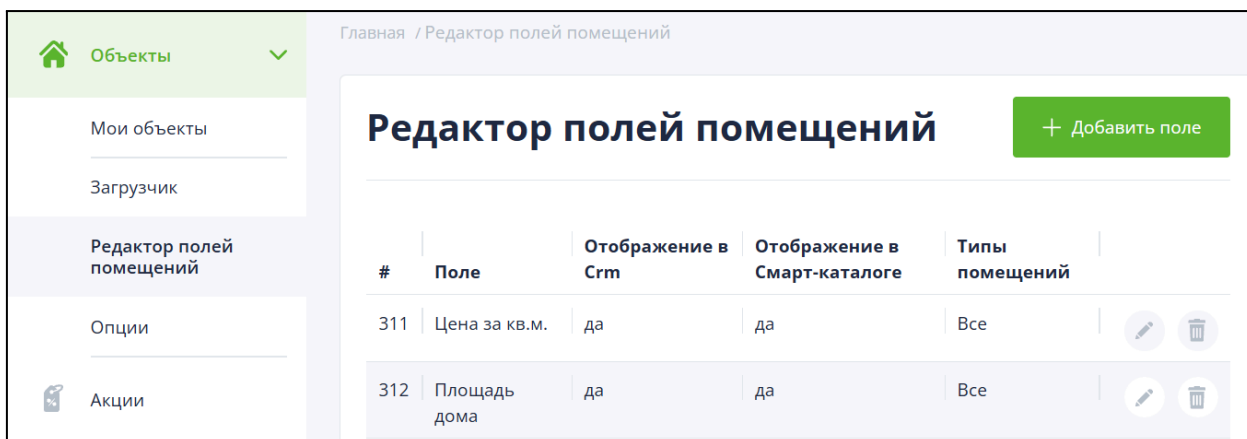 Главная / Редактор полей помещений
Объекты
Мои объекты
Загрузчик
Редактор полей
помещений
Опции
Акции
Редактор полей помещений
+ Добавить поле
# Поле Отображение в Crm Отображение в Смарт-каталоге Типы помещений
311 Цена за кв.м. да да Все
312 Площадь дома да да Все